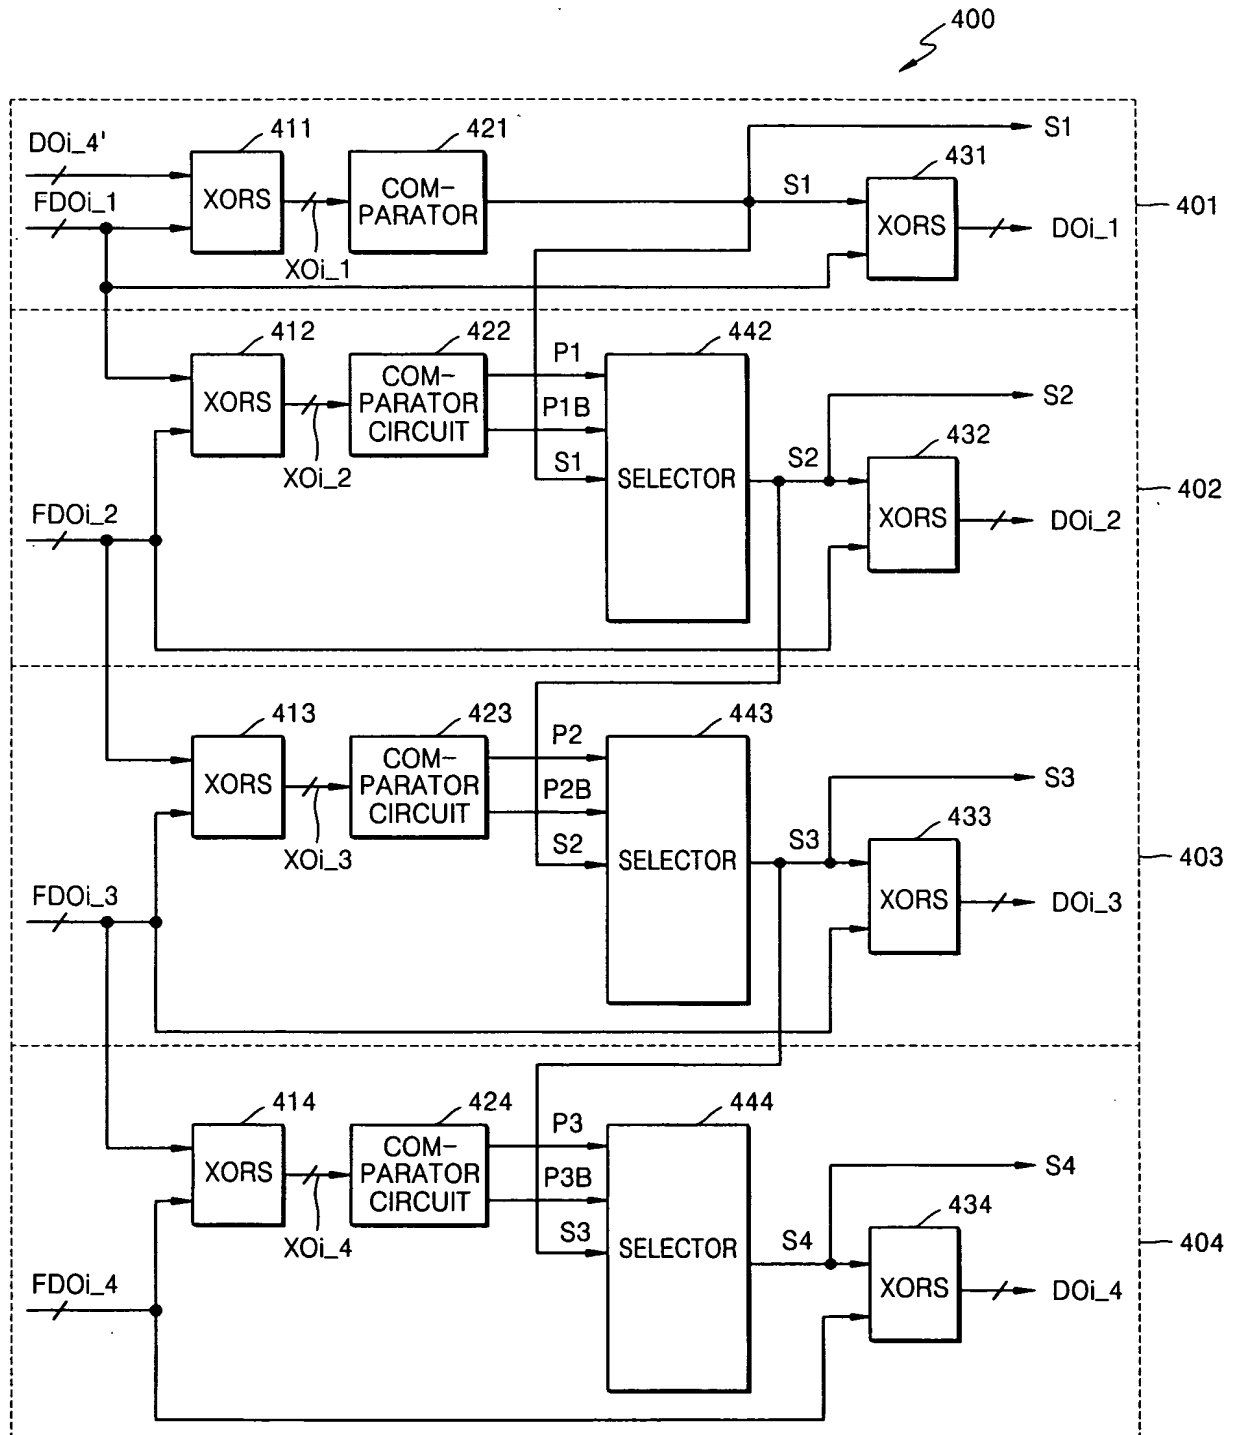 400
411
421
S1
DOi_4'
431
XORS
COM-
PARATOR
S1
XORS
401
FDOi_1
DOi_1
XOi_1
412
422
442
P1
S2
XORS
COM-
PARATOR
CIRCUIT
P1B
432
XOi_2
S1
SELECTOR
S2
XORS
402
FDOi_2
DOi_2
413
423
443
P2
S3
XORS
COM-
PARATOR
CIRCUIT
P2B
433
XOi_3
S2
SELECTOR
S3
XORS
403
FDOi_3
DOi_3
414
424
444
P3
S4
XORS
COM-
PARATOR
CIRCUIT
P3B
434
XOi_4
S3
SELECTOR
S4
XORS
404
FDOi_4
DOi_4